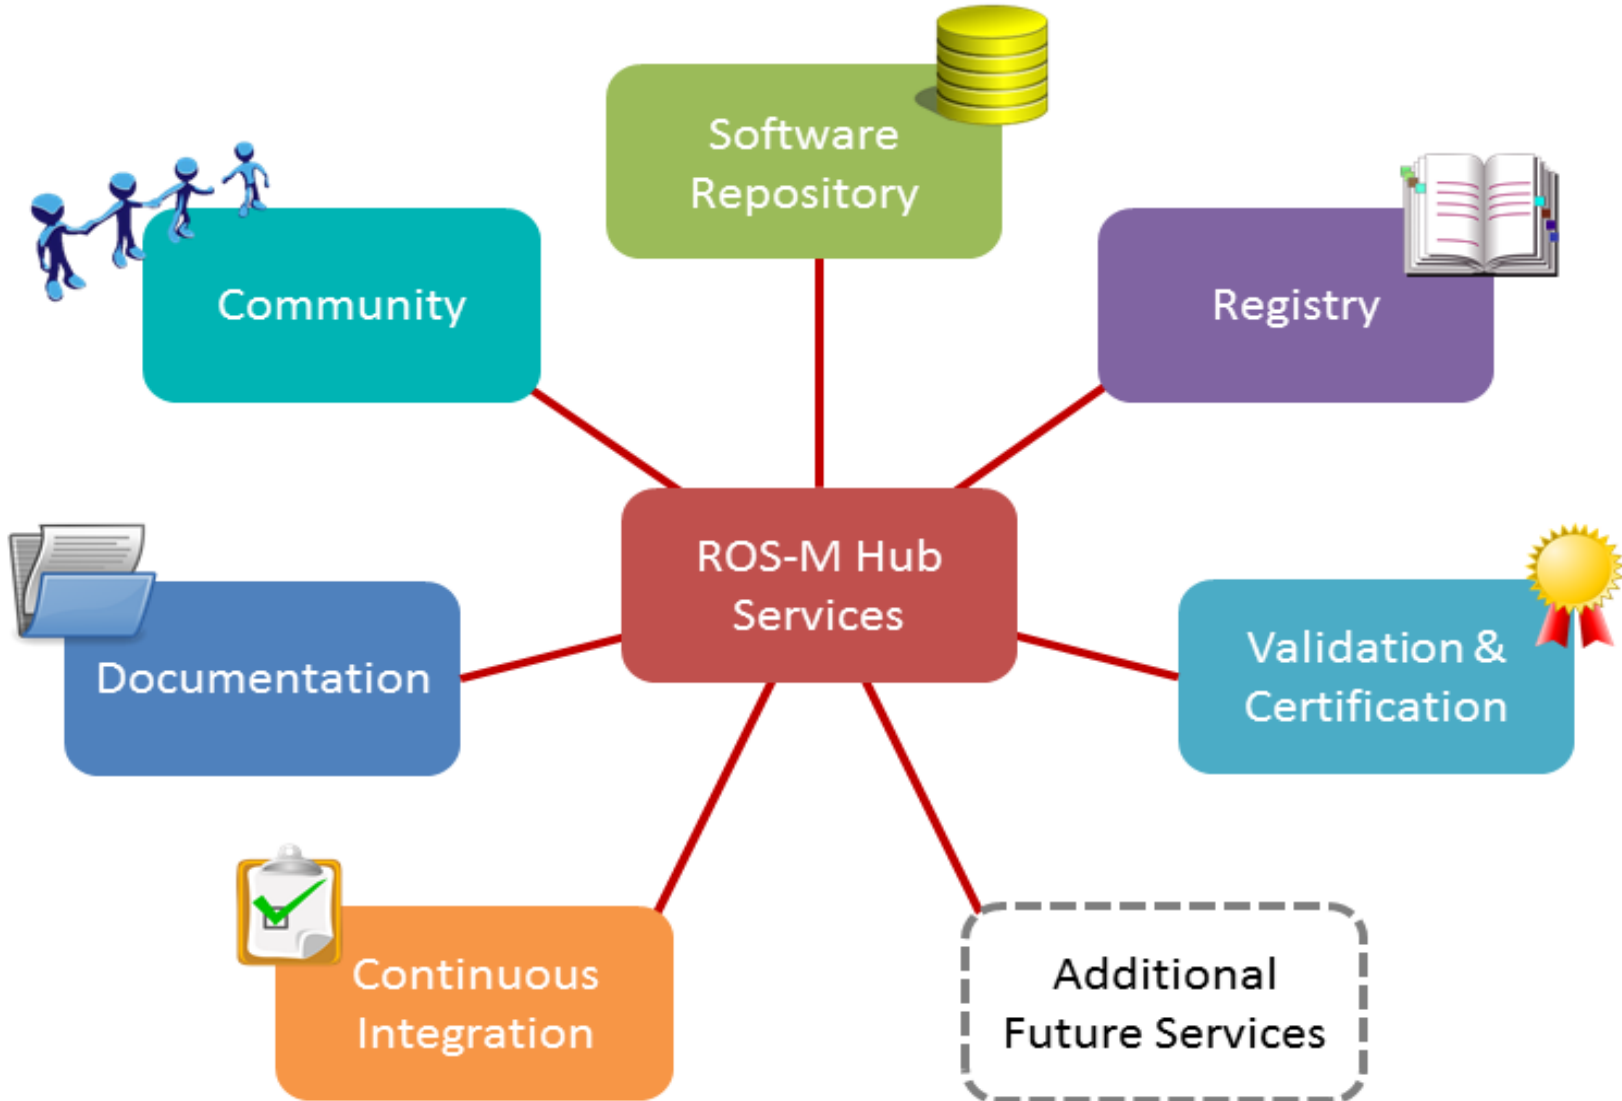 Software
Repository
Community
Registry
ROS-M Hub
Services
Documentation
Validation &
Certification
Continuous
Integration
Additional
Future Services